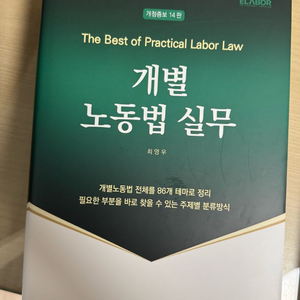 ELABOR
개정증보 14판
The Best of Practical Labor Law
개별
노동법 실무
최영우
개별노동법 전체를 86개 테마로 정리
필요한 부분을 바로 찾을 수 있는 주제별 분류방식